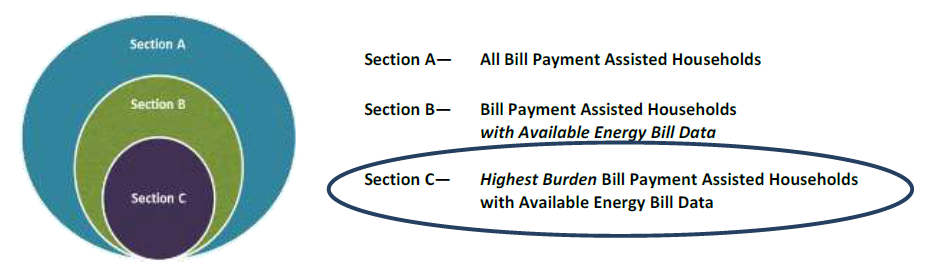 Section A
Section B
Section C
Section A— All Bill Payment Assisted Households
Section B— Bill Payment Assisted Households
with Available Energy Bill Data
Section C— Highest Burden Bill Payment Assisted Households
with Available Energy Bill Data